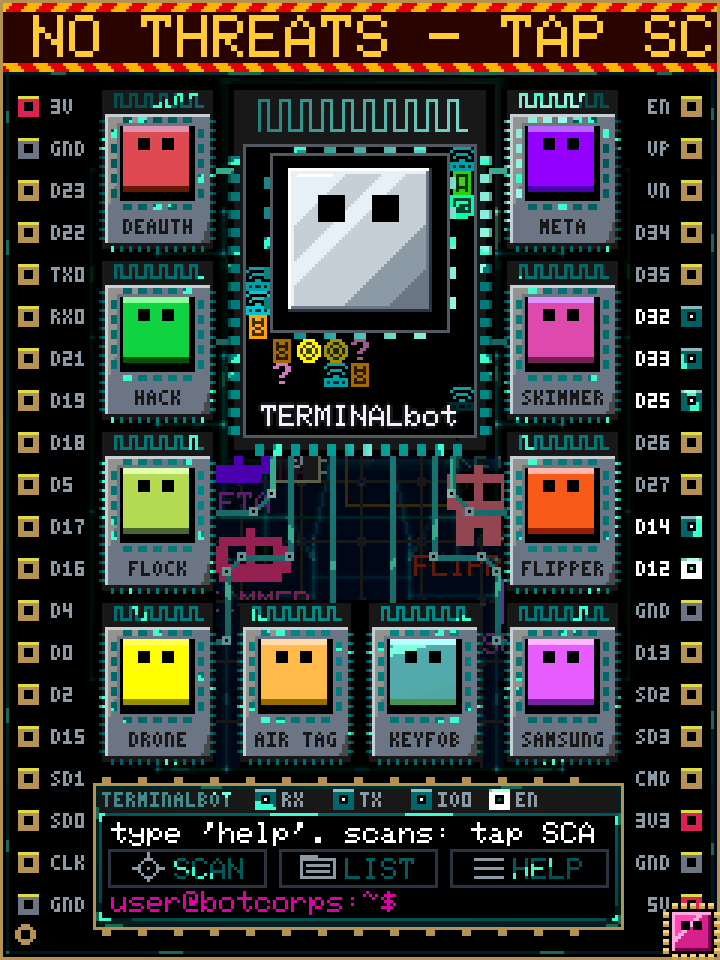 NO THREATS - TAP SC
3V
GND
D23
D22
TX0
RX0
D21
D19
D18
D5
D17
D16
D4
D0
D2
D15
SD1
SD0
CLK
GND
EN
VP
VN
D34
D35
D32
D33
D25
D26
D27
D14
D12
GND
D13
SD2
SD3
CMD
3V3
GND
5V
DEAUTH
TERMINALbot
META
HACK
SKIMMER
FLOCK
FLIPPER
DRONE
AIR TAG
KEYFOB
SAMSUNG
TERMINALBOT RX TX IO0 EN
type 'help'. scans: tap SCA
SCAN LIST HELP
user@botcorps:~$